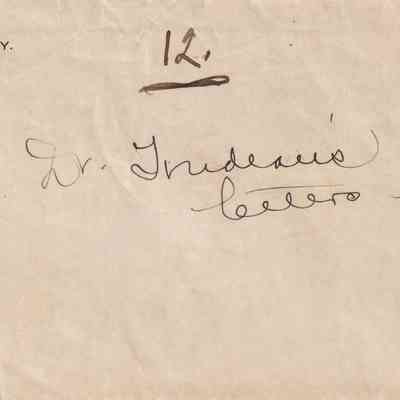 Y.
12.
Dr. Trudeau's
letters